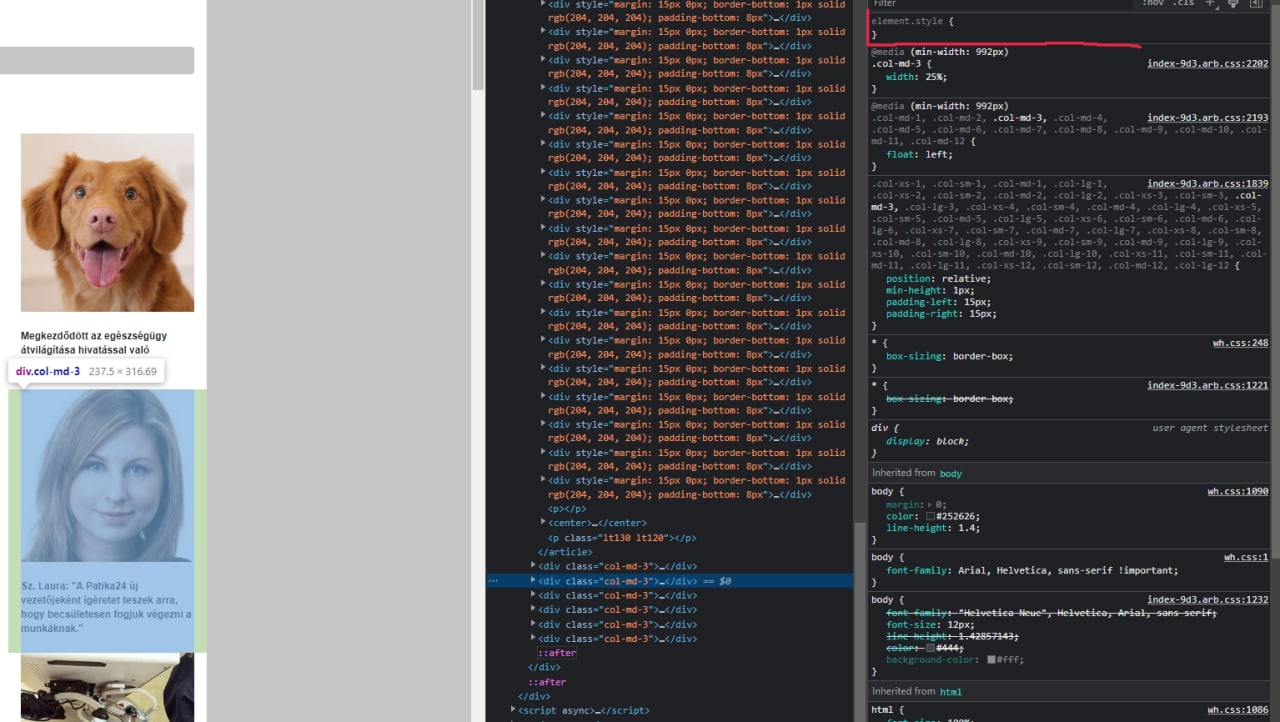 Megkezdődött az egészségügy
átvilágítása hivatással való
div.col-md-3 237.5 × 316.69
Sz. Laura: "A Patika24 új
vezetőjeként ígéretet teszek arra,
hogy becsületesen fogjuk végezni a
munkáknak."
<div style="margin: 15px 0px; border-bottom: 1px solid
rgb(204, 204, 204); padding-bottom: 8px">…</div>
<div style="margin: 15px 0px; border-bottom: 1px solid
rgb(204, 204, 204); padding-bottom: 8px">…</div>
<div style="margin: 15px 0px; border-bottom: 1px solid
rgb(204, 204, 204); padding-bottom: 8px">…</div>
<div style="margin: 15px 0px; border-bottom: 1px solid
rgb(204, 204, 204); padding-bottom: 8px">…</div>
<div style="margin: 15px 0px; border-bottom: 1px solid
rgb(204, 204, 204); padding-bottom: 8px">…</div>
<div style="margin: 15px 0px; border-bottom: 1px solid
rgb(204, 204, 204); padding-bottom: 8px">…</div>
<div style="margin: 15px 0px; border-bottom: 1px solid
rgb(204, 204, 204); padding-bottom: 8px">…</div>
<div style="margin: 15px 0px; border-bottom: 1px solid
rgb(204, 204, 204); padding-bottom: 8px">…</div>
<div style="margin: 15px 0px; border-bottom: 1px solid
rgb(204, 204, 204); padding-bottom: 8px">…</div>
<div style="margin: 15px 0px; border-bottom: 1px solid
rgb(204, 204, 204); padding-bottom: 8px">…</div>
<div style="margin: 15px 0px; border-bottom: 1px solid
rgb(204, 204, 204); padding-bottom: 8px">…</div>
<div style="margin: 15px 0px; border-bottom: 1px solid
rgb(204, 204, 204); padding-bottom: 8px">…</div>
<div style="margin: 15px 0px; border-bottom: 1px solid
rgb(204, 204, 204); padding-bottom: 8px">…</div>
<div style="margin: 15px 0px; border-bottom: 1px solid
rgb(204, 204, 204); padding-bottom: 8px">…</div>
<div style="margin: 15px 0px; border-bottom: 1px solid
rgb(204, 204, 204); padding-bottom: 8px">…</div>
<div style="margin: 15px 0px; border-bottom: 1px solid
rgb(204, 204, 204); padding-bottom: 8px">…</div>
<div style="margin: 15px 0px; border-bottom: 1px solid
rgb(204, 204, 204); padding-bottom: 8px">…</div>
<div style="margin: 15px 0px; border-bottom: 1px solid
rgb(204, 204, 204); padding-bottom: 8px">…</div>
<p></p>
<center>…</center>
<p class="lt130 lt120"></p>
</article>
<div class="col-md-3">…</div>
<div class="col-md-3">…</div> == $0
<div class="col-md-3">…</div>
<div class="col-md-3">…</div>
<div class="col-md-3">…</div>
<div class="col-md-3">…</div>
::after
</div>
::after
</div>
<script async>…</script>
Filter :hov .cls +
element.style {
}
@media (min-width: 992px)
.col-md-3 { index-9d3.arb.css:2202
width: 25%;
}
@media (min-width: 992px)
.col-md-1, .col-md-2, .col-md-3, .col-md-4, index-9d3.arb.css:2193
.col-md-5, .col-md-6, .col-md-7, .col-md-8, .col-md-9, .col-md-10, .col-
md-11, .col-md-12 {
float: left;
}
.col-xs-1, .col-sm-1, .col-md-1, .col-lg-1, index-9d3.arb.css:1839
.col-xs-2, .col-sm-2, .col-md-2, .col-lg-2, .col-xs-3, .col-sm-3, .col-
md-3, .col-lg-3, .col-xs-4, .col-sm-4, .col-md-4, .col-lg-4, .col-xs-5,
.col-sm-5, .col-md-5, .col-lg-5, .col-xs-6, .col-sm-6, .col-md-6, .col-
lg-6, .col-xs-7, .col-sm-7, .col-md-7, .col-lg-7, .col-xs-8, .col-sm-8,
.col-md-8, .col-lg-8, .col-xs-9, .col-sm-9, .col-md-9, .col-lg-9, .col-
xs-10, .col-sm-10, .col-md-10, .col-lg-10, .col-xs-11, .col-sm-11, .col-
md-11, .col-lg-11, .col-xs-12, .col-sm-12, .col-md-12, .col-lg-12 {
position: relative;
min-height: 1px;
padding-left: 15px;
padding-right: 15px;
}
* { wh.css:248
box-sizing: border-box;
}
* { index-9d3.arb.css:1221
box-sizing: border-box;
}
div { user agent stylesheet
display: block;
}
Inherited from body
body { wh.css:1090
margin: 0;
color: #252626;
line-height: 1.4;
}
body { wh.css:1
font-family: Arial, Helvetica, sans-serif !important;
}
body { index-9d3.arb.css:1232
font-family: "Helvetica Neue", Helvetica, Arial, sans-serif;
font-size: 12px;
line-height: 1.42857143;
color: #444;
background-color: #fff;
}
Inherited from html
html { wh.css:1086
font-size: 100%;